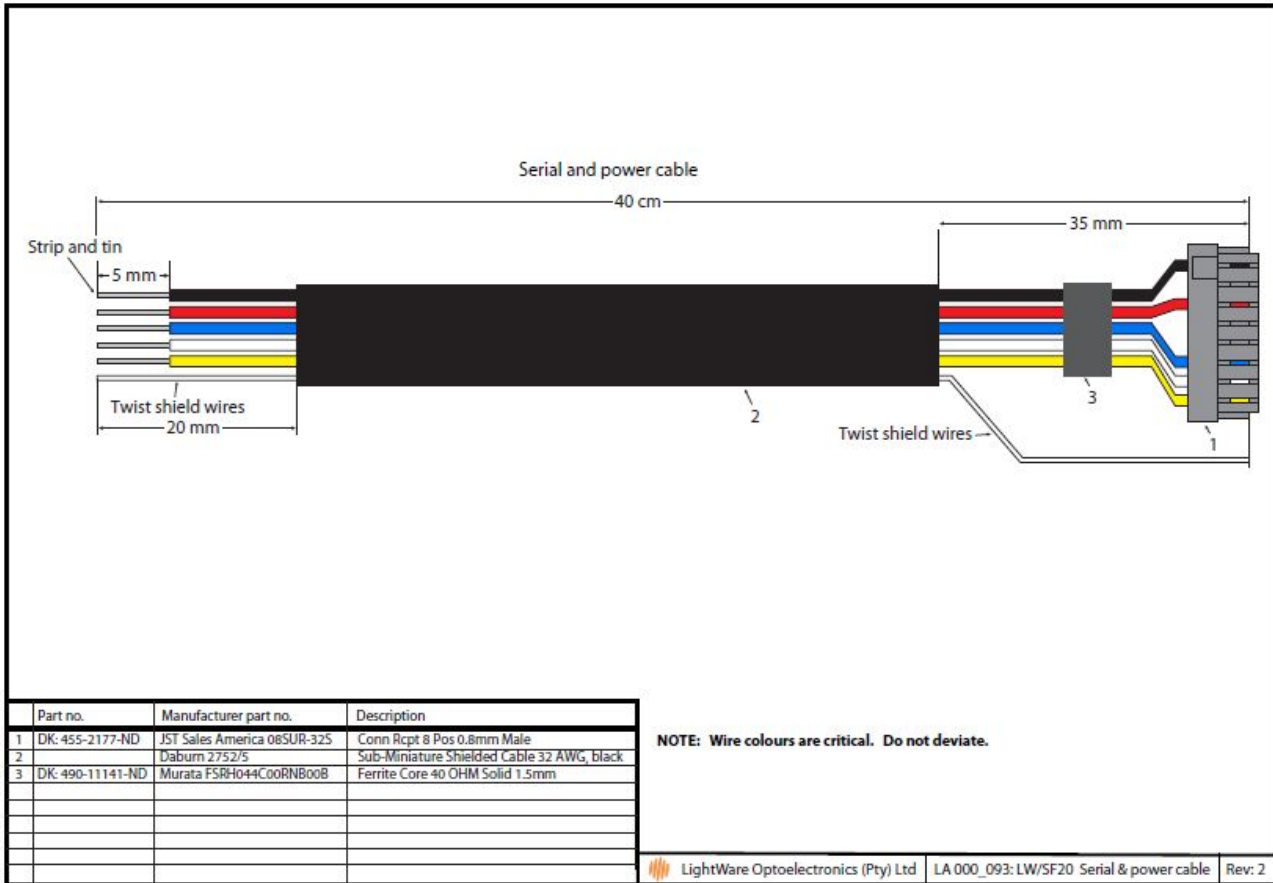 Serial and power cable
40 cm
35 mm
Strip and tin
5 mm
Twist shield wires
20 mm
2
Twist shield wires
3
1
Part no. Manufacturer part no. Description
1 DK: 455-2177-ND JST Sales America 08SUR-32S Conn Rcpt 8 Pos 0.8mm Male
2 Daburn 2752/5 Sub-Miniature Shielded Cable 32 AWG, black
3 DK: 490-11141-ND Murata FSRH044C00RNB00B Ferrite Core 40 OHM Solid 1.5mm
NOTE: Wire colours are critical. Do not deviate.
LightWare Optoelectronics (Pty) Ltd LA 000_093: LW/SF20 Serial & power cable Rev: 2